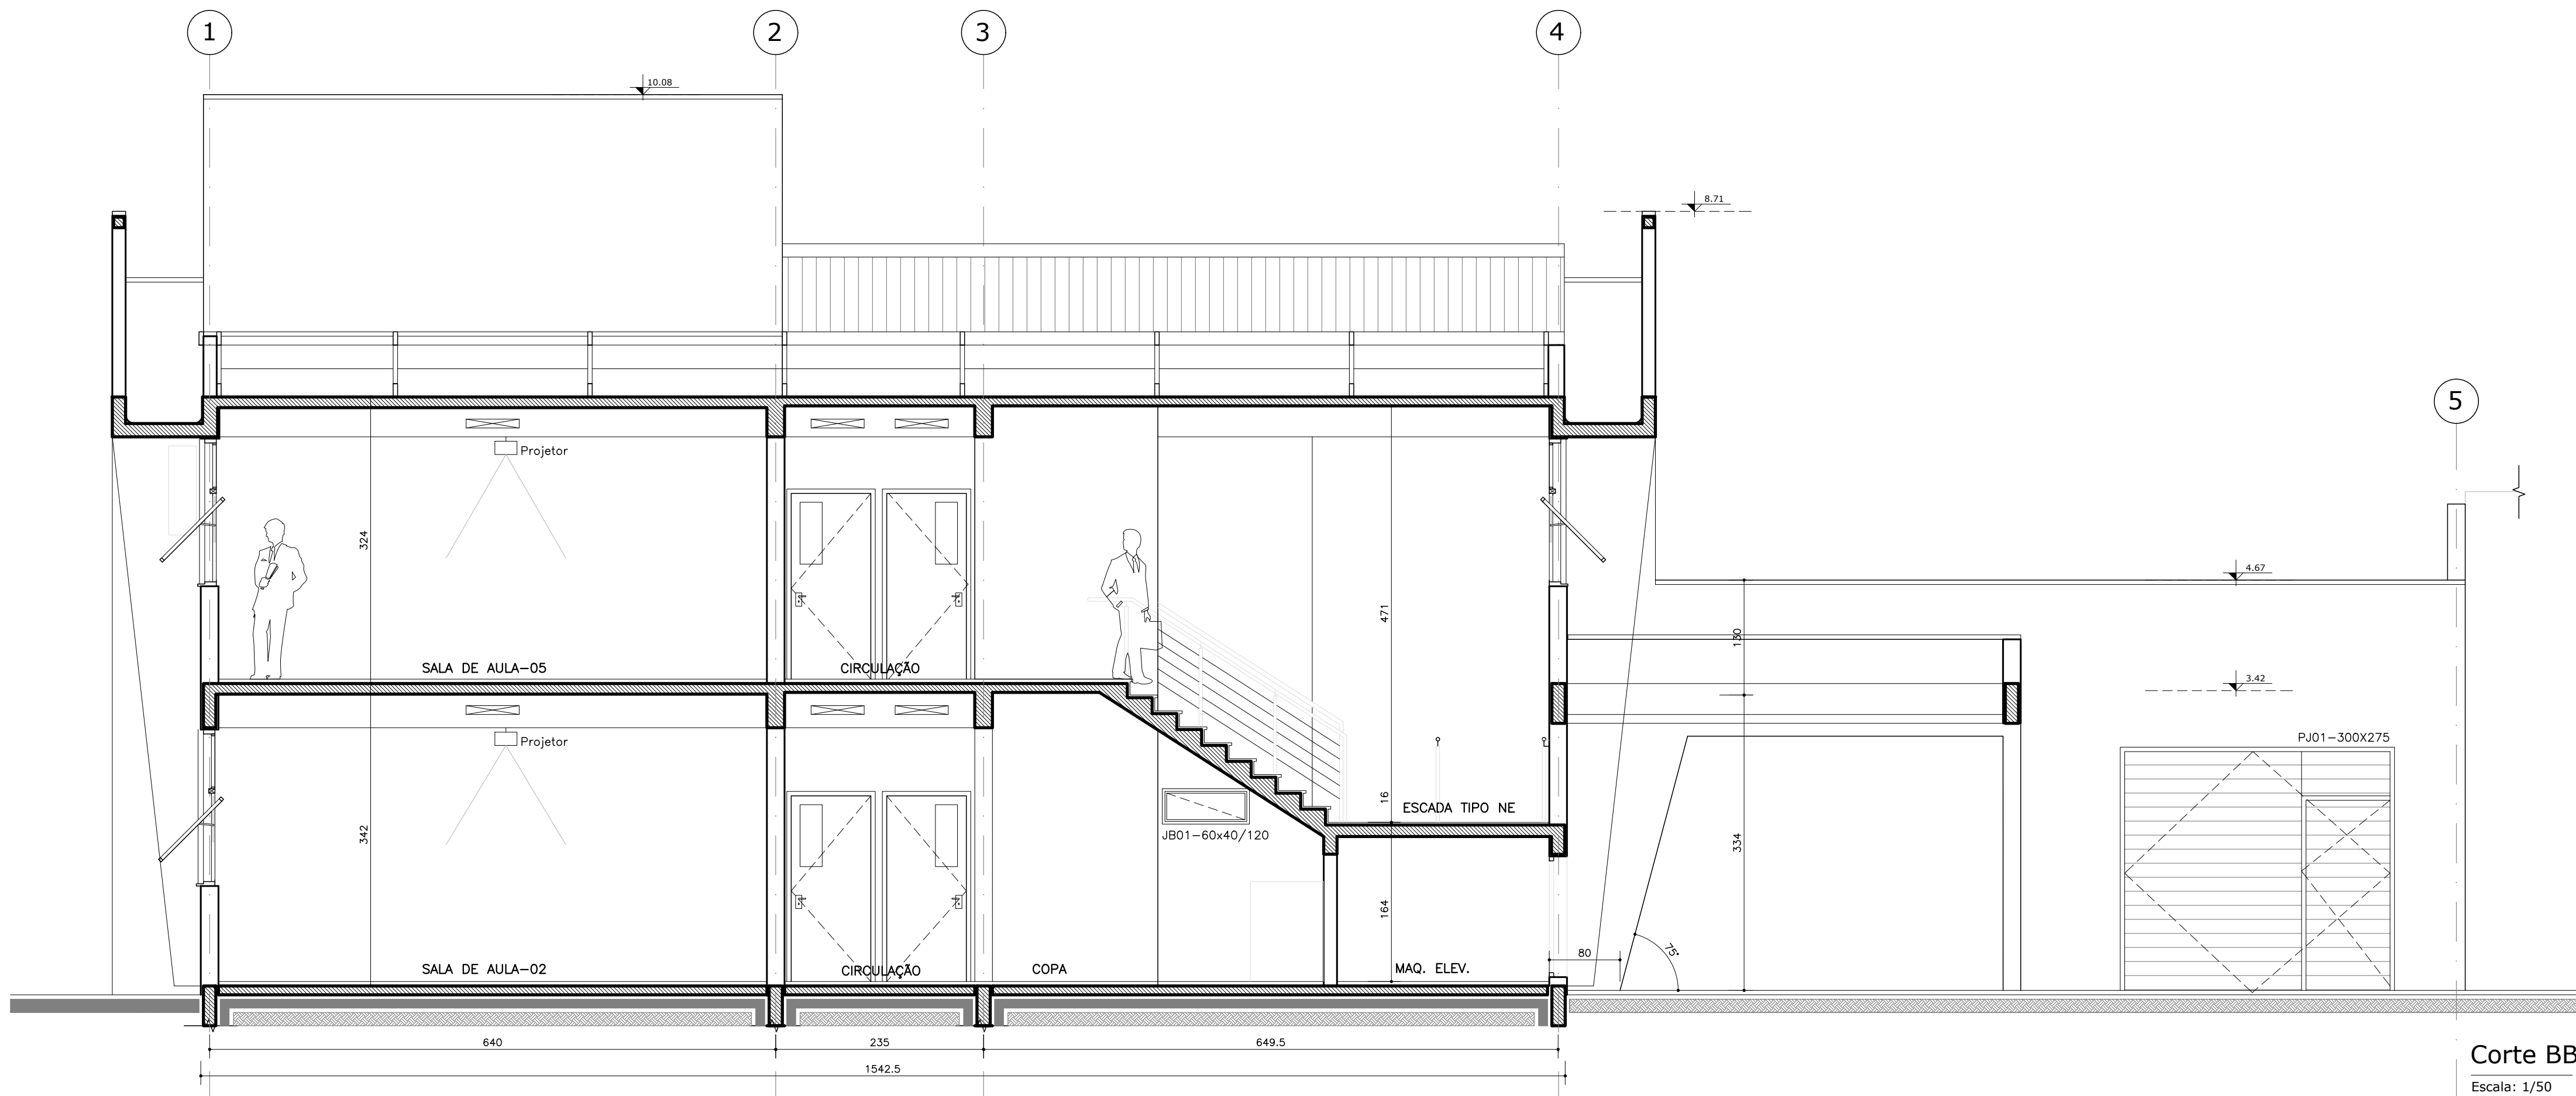 1
2
3
4
10.08
8.71
5
Projetor
324
4.67
471
130
SALA DE AULA-05
CIRCULAÇÃO
3.42
Projetor
PJ01-300X275
16
ESCADA TIPO NE
342
JB01-60x40/120
334
164
80
75°
SALA DE AULA-02
CIRCULAÇÃO
COPA
MAQ. ELEV.
640
235
649.5
1542.5
Corte BB
Escala: 1/50